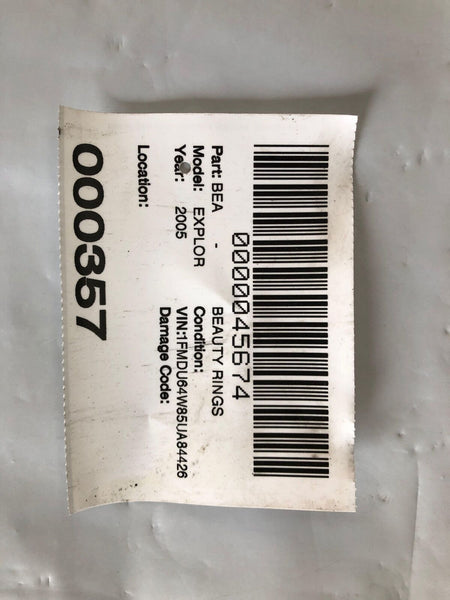 0000045674
Part: BEA - BEAUTY RINGS
Model: EXPLOR Condition:
Year: 2005 VIN:1FMDU64W85UA84426
Damage Code:
Location:
000357